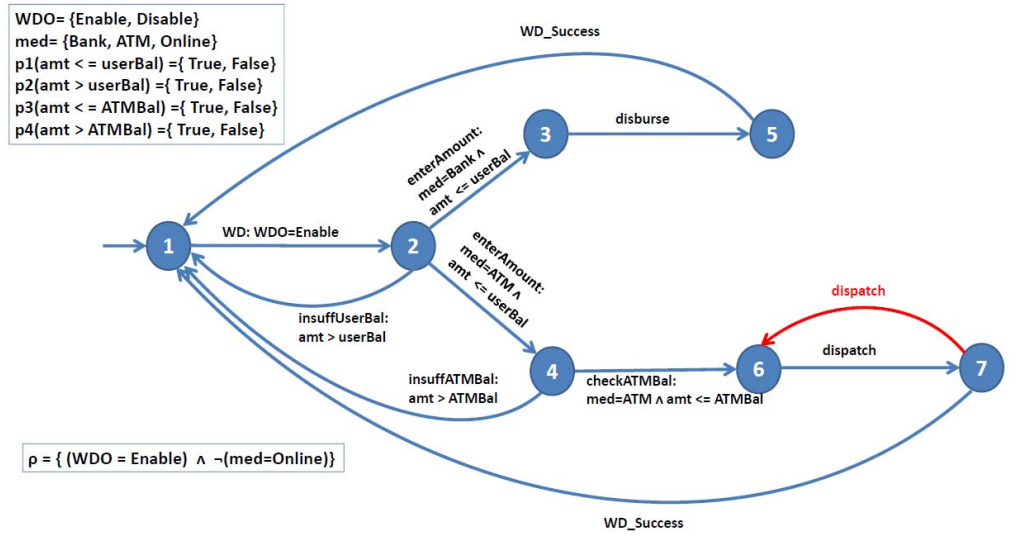 WDO= {Enable, Disable}
med= {Bank, ATM, Online}
p1(amt < = userBal) ={ True, False}
p2(amt > userBal) ={ True, False}
p3(amt < = ATMBal) ={ True, False}
p4(amt > ATMBal) ={ True, False}
WD_Success
enterAmount:
med=Bank ∧
amt <= userBal
3
disburse
5
1
WD: WDO=Enable
2
enterAmount:
med=ATM ∧
amt <= userBal
insuffUserBal:
amt > userBal
dispatch
insuffATMBal:
amt > ATMBal
4
checkATMBal:
med=ATM ∧ amt <= ATMBal
6
dispatch
7
ρ = { (WDO = Enable) ∧ ¬(med=Online)}
WD_Success